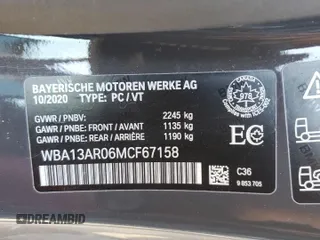 BAYERISCHE MOTOREN WERKE AG
10/2020 TYPE: PC/VT
GVWR / PNBV: 2245 kg
GAWR / PNBE: FRONT / AVANT 1135 kg
GAWR / PNBE: REAR / ARRIÈRE 1190 kg
WBA13AR06MCF67158
978
EC
C36
9 853 705
DREAMBID